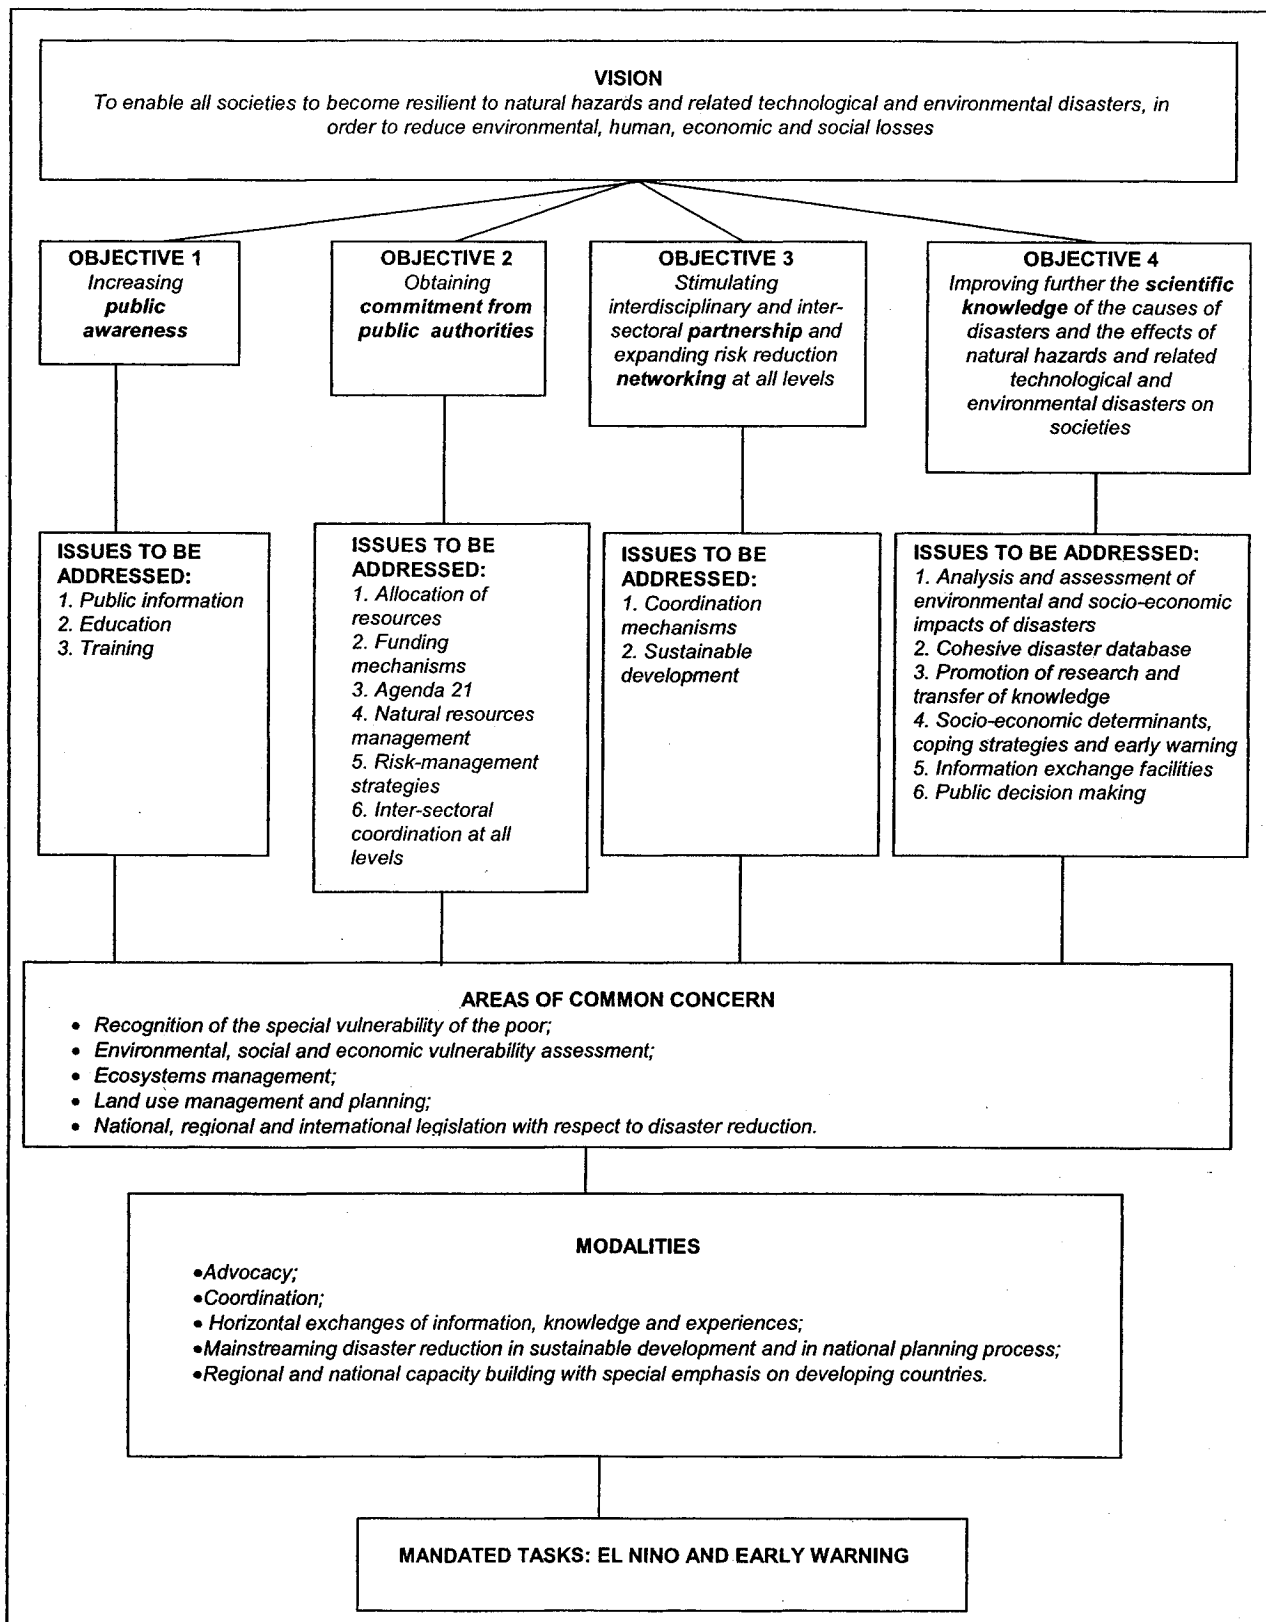 VISION
To enable all societies to become resilient to natural hazards and related technological and environmental disasters, in
order to reduce environmental, human, economic and social losses
OBJECTIVE 1
Increasing
public
awareness
OBJECTIVE 2
Obtaining
commitment from
public authorities
OBJECTIVE 3
Stimulating
interdisciplinary and inter-
sectoral partnership and
expanding risk reduction
networking at all levels
OBJECTIVE 4
Improving further the scientific
knowledge of the causes of
disasters and the effects of
natural hazards and related
technological and
environmental disasters on
societies
ISSUES TO BE
ADDRESSED:
1. Public information
2. Education
3. Training
ISSUES TO BE
ADDRESSED:
1. Allocation of
resources
2. Funding
mechanisms
3. Agenda 21
4. Natural resources
management
5. Risk-management
strategies
6. Inter-sectoral
coordination at all
levels
ISSUES TO BE
ADDRESSED:
1. Coordination
mechanisms
2. Sustainable
development
ISSUES TO BE ADDRESSED:
1. Analysis and assessment of
environmental and socio-economic
impacts of disasters
2. Cohesive disaster database
3. Promotion of research and
transfer of knowledge
4. Socio-economic determinants,
coping strategies and early warning
5. Information exchange facilities
6. Public decision making
AREAS OF COMMON CONCERN
• Recognition of the special vulnerability of the poor;
• Environmental, social and economic vulnerability assessment;
• Ecosystems management;
• Land use management and planning;
• National, regional and international legislation with respect to disaster reduction.
MODALITIES
•Advocacy;
•Coordination;
• Horizontal exchanges of information, knowledge and experiences;
•Mainstreaming disaster reduction in sustainable development and in national planning process;
•Regional and national capacity building with special emphasis on developing countries.
MANDATED TASKS: EL NINO AND EARLY WARNING